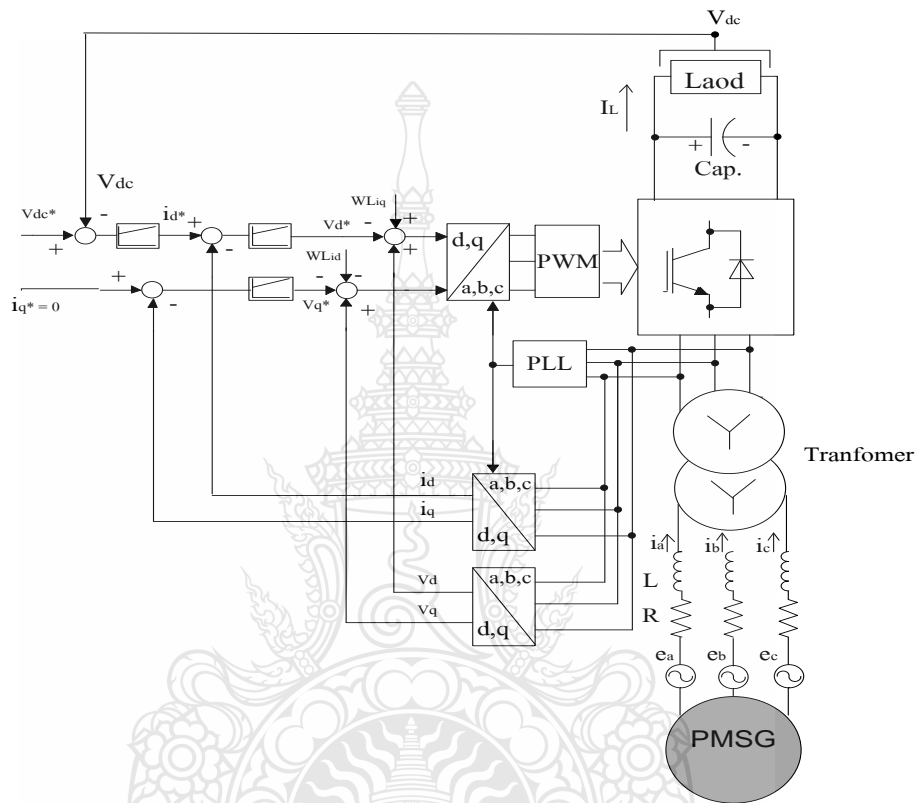 Vdc
Laod
IL
+ -
Cap.
Vdc
Vdc* + -
id* + -
Vd* -
WLiq
+
+
d,q
a,b,c
PWM
iq* = 0
+ -
WLid
- -
Vq* +
PLL
Tranfomer
id
iq
a,b,c
d,q
ia ib ic
L
R
Vd
Vq
a,b,c
d,q
ea eb ec
PMSG